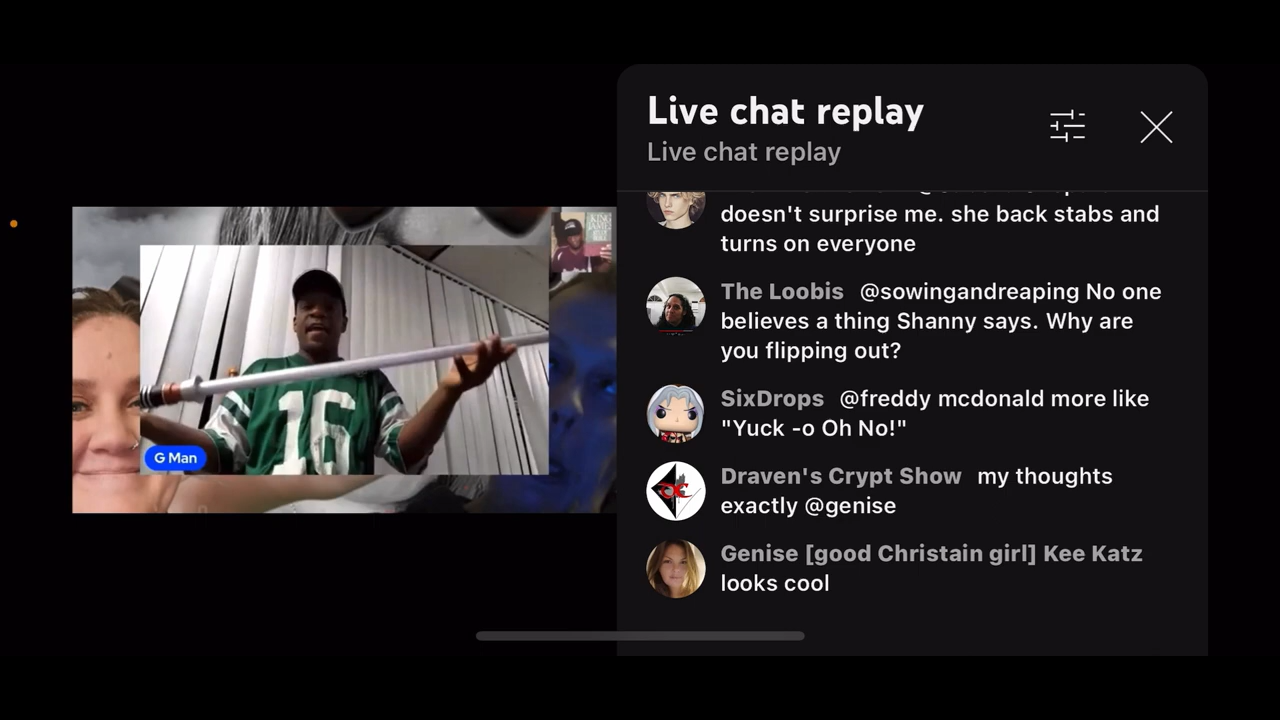 Live chat replay
Live chat replay
doesn't surprise me. she back stabs and
turns on everyone
The Loobis @sowingandreaping No one
believes a thing Shanny says. Why are
you flipping out?
SixDrops @freddy mcdonald more like
"Yuck -o Oh No!"
Draven's Crypt Show my thoughts
exactly @genise
Genise [good Christain girl] Kee Katz
looks cool
KING
JAMES
16
G Man